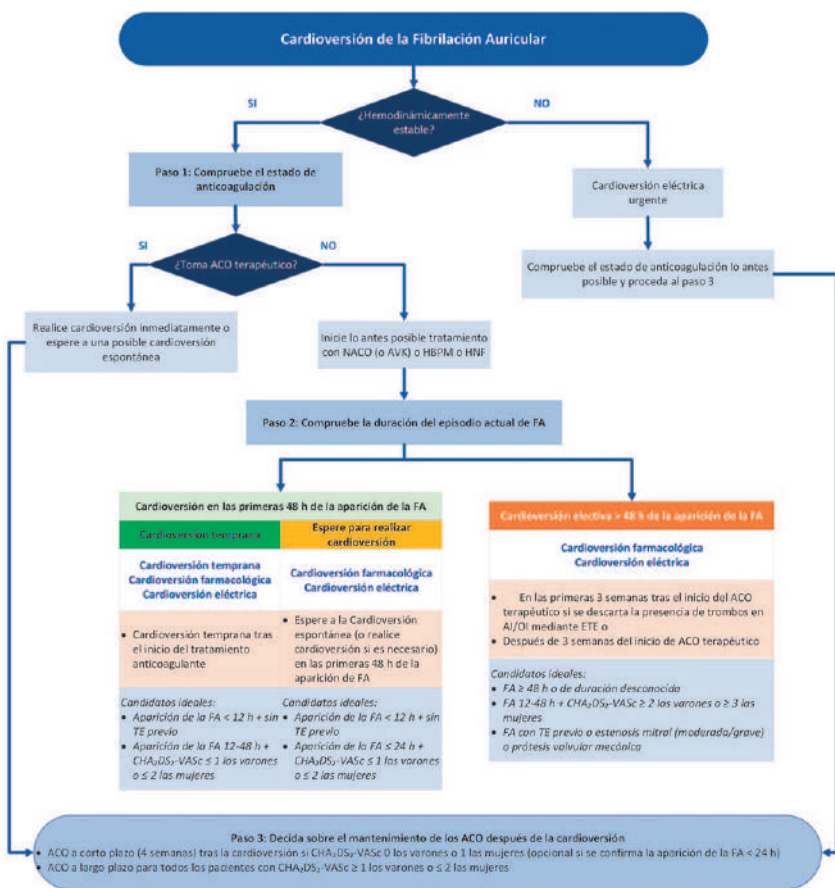 Cardioversión de la Fibrilación Auricular
SI
NO
¿Hemodinámicamente
estable?
Paso 1: Compruebe el estado de
anticoagulación
Cardioversión eléctrica
urgente
SI
NO
¿Toma ACO terapéutico?
Compruebe el estado de anticoagulación lo antes
posible y proceda al paso 3
Realice cardioversión inmediatamente o
espere a una posible cardioversión
espontánea
Inicie lo antes posible tratamiento
con NACO (o AVK) o HBPM o HNF
Paso 2: Compruebe la duración del episodio actual de FA
Cardioversión en las primeras 48 h de la aparición de la FA
Cardioversión temprana
Cardioversión temprana
Cardioversión farmacológica
Cardioversión eléctrica
• Cardioversión temprana tras
el inicio del tratamiento
anticoagulante
Candidatos ideales:
• Aparición de la FA < 12 h + sin
TE previo
• Aparición de la FA 12-48 h +
CHA₂DS₂-VASc ≤ 1 los varones
o ≤ 2 las mujeres
Espere para realizar
cardioversión
Cardioversión farmacológica
Cardioversión eléctrica
• Espere a la Cardioversión
espontánea (o realice
cardioversión si es necesario)
en las primeras 48 h de la
aparición de FA
Candidatos ideales:
• Aparición de la FA < 12 h + sin
TE previo
• Aparición de la FA ≤ 24 h +
CHA₂DS₂-VASc ≤ 1 los varones
o ≤ 2 las mujeres
Cardioversión electiva > 48 h de la aparición de la FA
Cardioversión farmacológica
Cardioversión eléctrica
• En las primeras 3 semanas tras el inicio del ACO
terapéutico si se descarta la presencia de trombos en
AI/OI mediante ETE o
• Después de 3 semanas del inicio de ACO terapéutico
Candidatos ideales:
• FA ≥ 48 h o de duración desconocida
• FA 12-48 h + CHA₂DS₂-VASc ≥ 2 los varones o ≥ 3 las
mujeres
• FA con TE previo o estenosis mitral (moderada/grave)
o prótesis valvular mecánica
Paso 3: Decida sobre el mantenimiento de los ACO después de la cardioversión
• ACO a corto plazo (4 semanas) tras la cardioversión si CHA₂DS₂-VASc 0 los varones o 1 las mujeres (opcional si se confirma la aparición de la FA < 24 h)
• ACO a largo plazo para todos los pacientes con CHA₂DS₂-VASc ≥ 1 los varones o ≤ 2 las mujeres